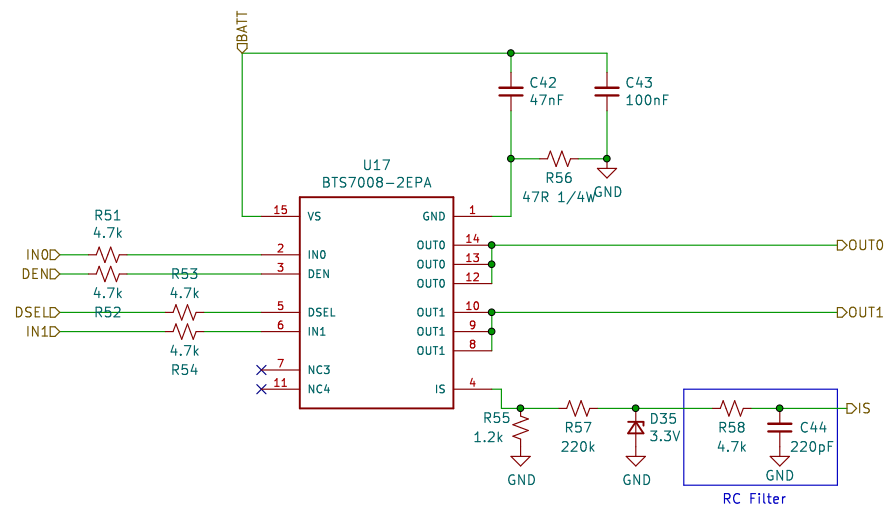 BATT
C42
47nF
C43
100nF
U17
BTS7008-2EPA
R56
47R 1/4W
GND
15
VS
GND
1
R51
4.7k
IN0
2
IN0
OUT0
14
OUT0
DEN
3
DEN
OUT0
13
4.7k
R52
R53
4.7k
OUT0
12
DSEL
5
DSEL
OUT1
10
OUT1
IN1
6
IN1
OUT1
9
4.7k
R54
OUT1
8
7
NC3
11
NC4
IS
4
R55
1.2k
R57
220k
D35
3.3V
R58
4.7k
C44
220pF
IS
GND
GND
GND
RC Filter